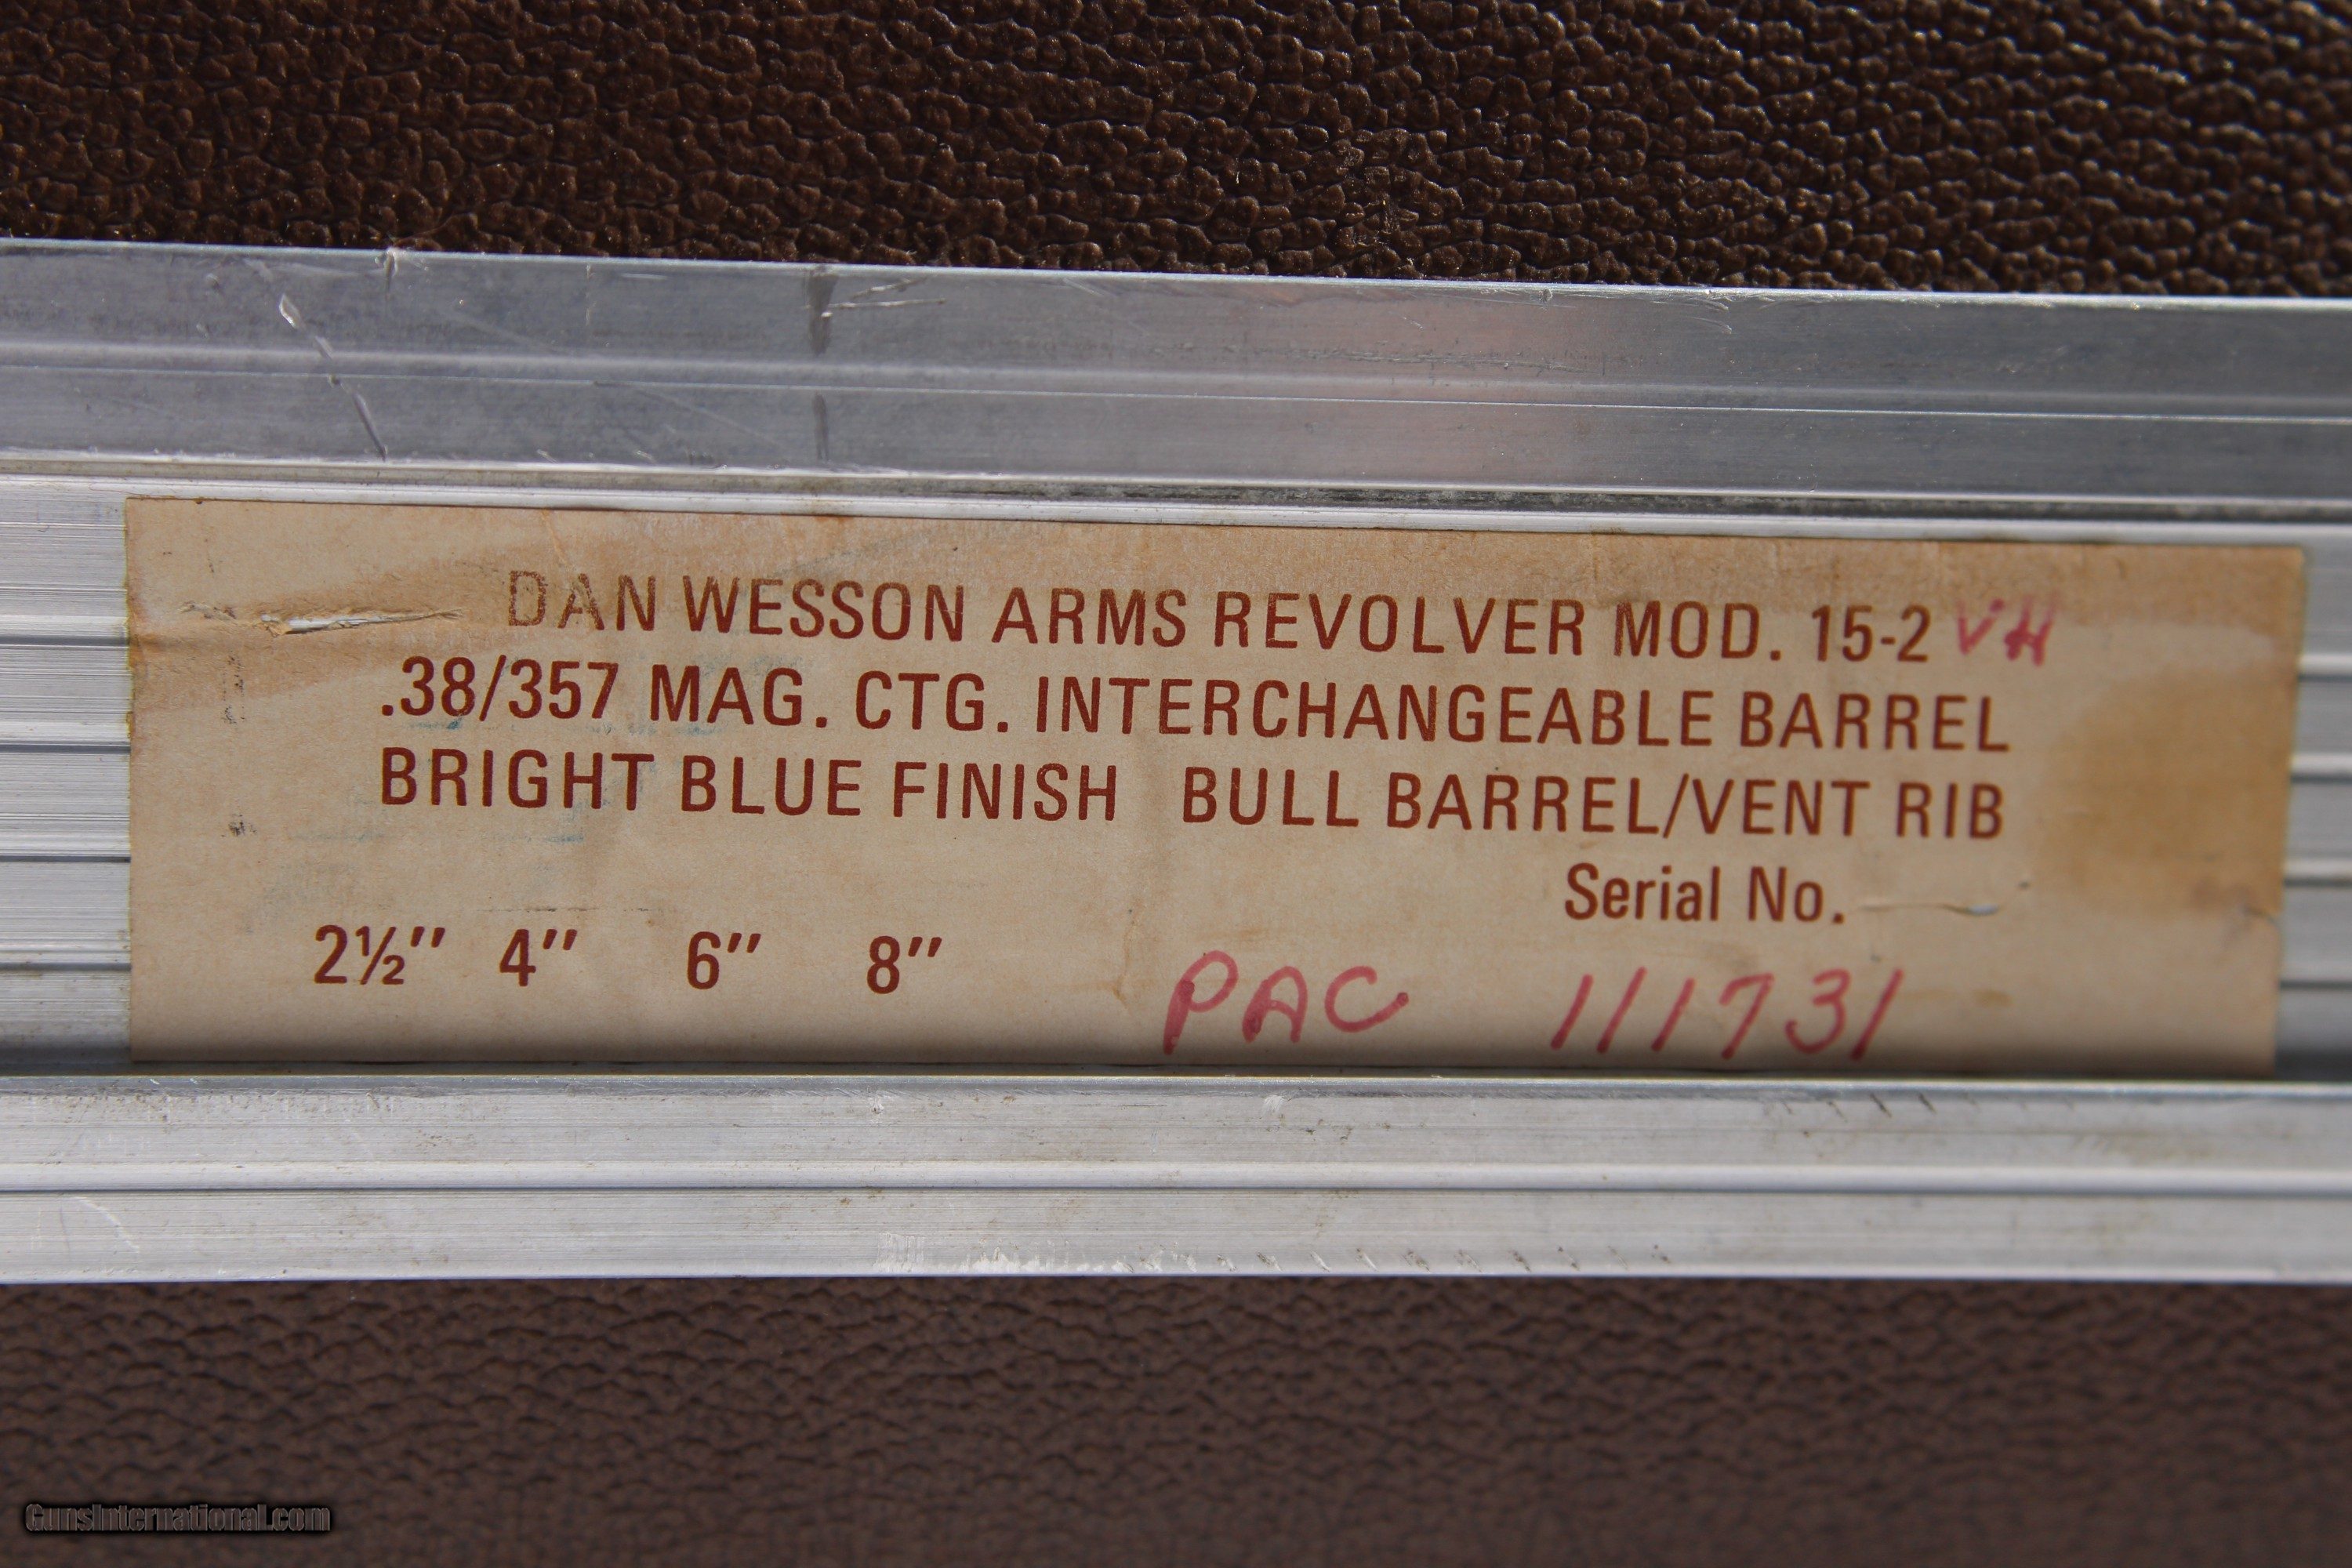 DAN WESSON ARMS REVOLVER MOD. 15-2 VH
.38/357 MAG. CTG. INTERCHANGEABLE BARREL
BRIGHT BLUE FINISH BULL BARREL/VENT RIB
Serial No.
2½" 4" 6" 8" PAC 111731
GunsInternational.com